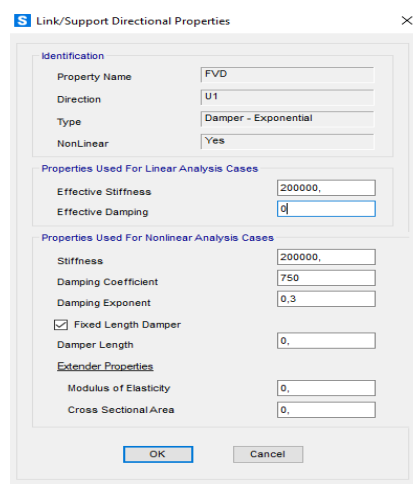 S Link/Support Directional Properties
Identification
Property Name FVD
Direction U1
Type Damper - Exponential
NonLinear Yes
Properties Used For Linear Analysis Cases
Effective Stiffness 200000,
Effective Damping 0
Properties Used For Nonlinear Analysis Cases
Stiffness 200000,
Damping Coefficient 750
Damping Exponent 0,3
Fixed Length Damper
Damper Length 0,
Extender Properties
Modulus of Elasticity 0,
Cross Sectional Area 0,
OK Cancel